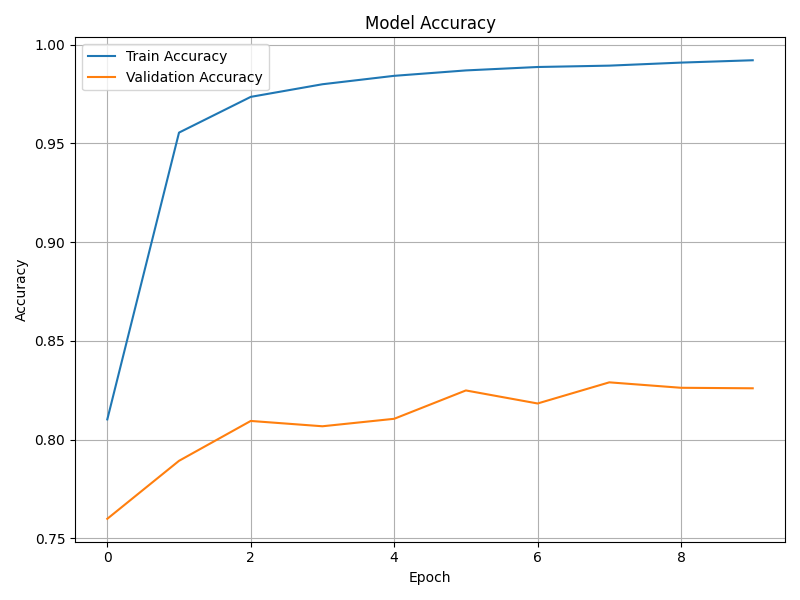 Model Accuracy
Train Accuracy
Validation Accuracy
1.00
0.95
0.90
0.85
0.80
0.75
Accuracy
0 2 4 6 8
Epoch